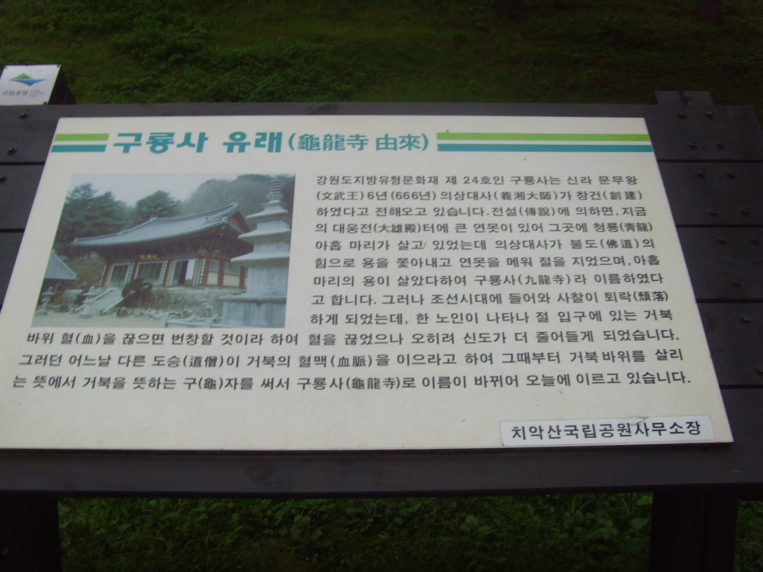 국립공원
구룡사 유래(龜龍寺 由來)
강원도지방유형문화재 제 24호인 구룡사는 신라 문무왕
(文武王) 6년(666년) 의상대사(義湘大師)가 창건(創建)
하였다고 전해오고 있습니다. 전설(傳說)에 의하면, 지금
의 대웅전(大雄殿)터에 큰 연못이 있어 그곳에 청룡(靑龍)
아홉 마리가 살고 있었는데 의상대사가 불도(佛道)의
힘으로 용을 쫓아내고 연못을 메워 절을 지었으며, 아홉
마리의 용이 살았다하여 구룡사(九龍寺)라 이름하였다
고 합니다. 그러나 조선시대에 들어와 사찰이 퇴락(頹落)
하게 되었는데, 한 노인이 나타나 절 입구에 있는 거북
바위 혈(血)을 끊으면 번창할 것이라 하여 혈을 끊었으나 오히려 신도가 더 줄어들게 되었습니다.
그러던 어느날 다른 도승(道僧)이 거북의 혈맥(血脈)을 이으라고 하여 그때부터 거북바위를 살리
는 뜻에서 거북을 뜻하는 구(龜)자를 써서 구룡사(龜龍寺)로 이름이 바뀌어 오늘에 이르고 있습니다.
치악산국립공원사무소장